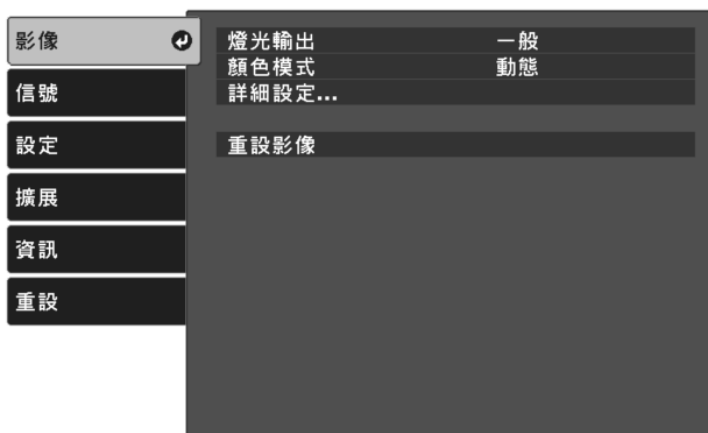 影像
信號
設定
擴展
資訊
重設
燈光輸出 一般
顏色模式 動態
詳細設定...
重設影像